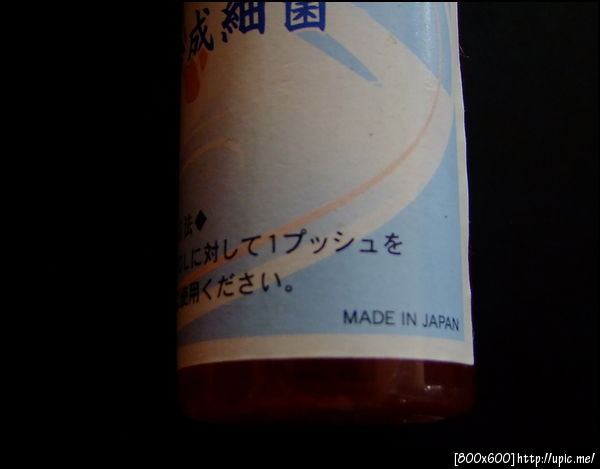 成細菌
法◆
Lに対して1プッシュを
使用ください。
MADE IN JAPAN
[800x600]http://upic.me/